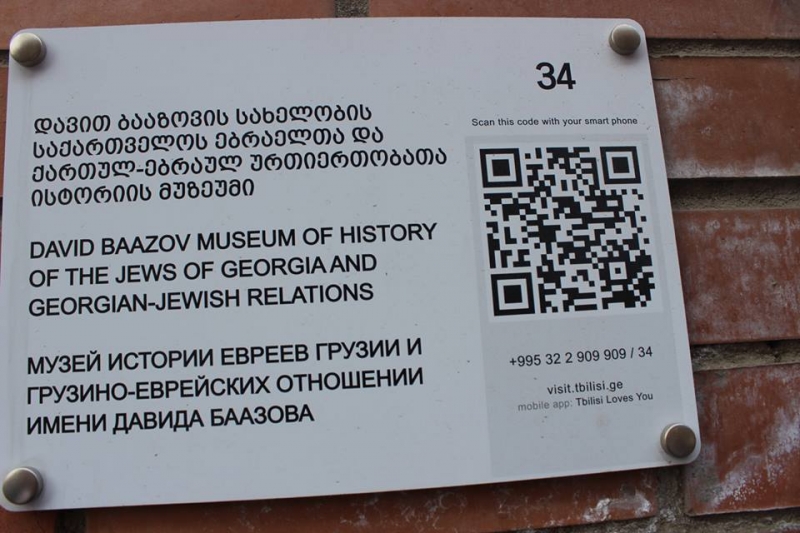 34
Scan this code with your smart phone
დავით ბააზოვის სახელობის
საქართველოს ებრაელთა და
ქართულ-ებრაულ ურთიერთობათა
ისტორიის მუზეუმი
DAVID BAAZOV MUSEUM OF HISTORY
OF THE JEWS OF GEORGIA AND
GEORGIAN-JEWISH RELATIONS
МУЗЕЙ ИСТОРИИ ЕВРЕЕВ ГРУЗИИ И
ГРУЗИНО-ЕВРЕЙСКИХ ОТНОШЕНИИ
ИМЕНИ ДАВИДА БААЗОВА
+995 32 2 909 909 / 34
visit.tbilisi.ge
mobile app: Tbilisi Loves You